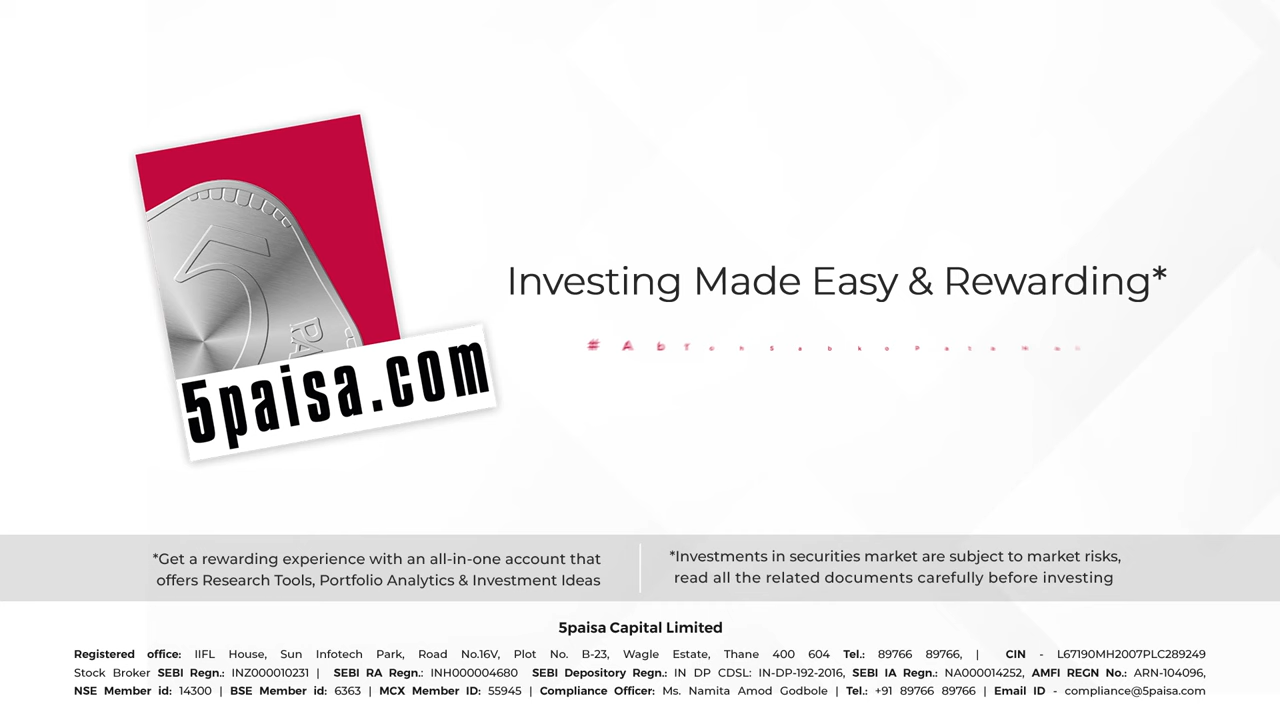 PA
5paisa.com
Investing Made Easy & Rewarding*
*Get a rewarding experience with an all-in-one account that
offers Research Tools, Portfolio Analytics & Investment Ideas
*Investments in securities market are subject to market risks,
read all the related documents carefully before investing
5paisa Capital Limited
Registered office: IIFL House, Sun Infotech Park, Road No.16V, Plot No. B-23, Wagle Estate, Thane 400 604 Tel.: 89766 89766, | CIN - L67190MH2007PLC289249
Stock Broker SEBI Regn.: INZ000010231 | SEBI RA Regn.: INH000004680 SEBI Depository Regn.: IN DP CDSL: IN-DP-192-2016, SEBI IA Regn.: NA000014252, AMFI REGN No.: ARN-104096,
NSE Member id: 14300 | BSE Member id: 6363 | MCX Member ID: 55945 | Compliance Officer: Ms. Namita Amod Godbole | Tel.: +91 89766 89766 | Email ID - compliance@5paisa.com